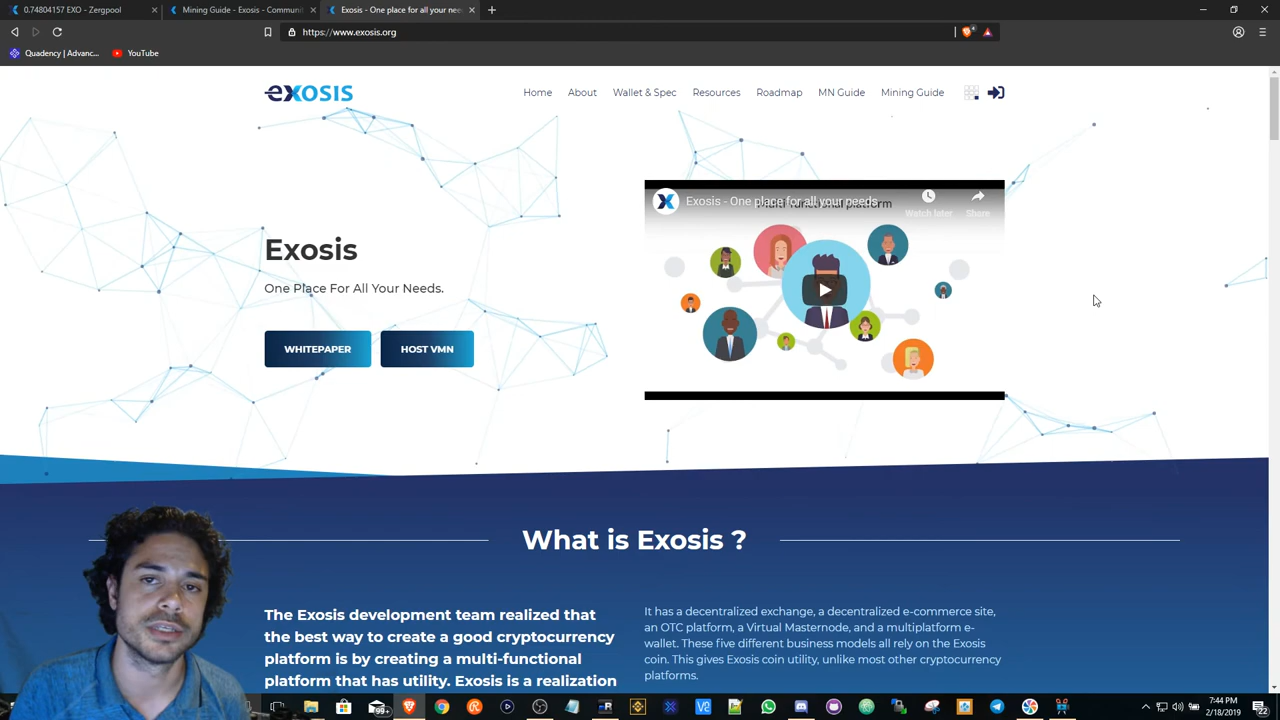 0.74804157 EXO - Zergpool
Mining Guide - Exosis - Communit
Exosis - One place for all your nee
https://www.exosis.org
4
Quadency | Advanc...
YouTube
exosis
Home
About
Wallet & Spec
Resources
Roadmap
MN Guide
Mining Guide
Exosis - One place for all your needs
Watch later
Share
Exosis
One Place For All Your Needs.
WHITEPAPER
HOST VMN
What is Exosis ?
The Exosis development team realized that
the best way to create a good cryptocurrency
platform is by creating a multi-functional
platform that has utility. Exosis is a realization
It has a decentralized exchange, a decentralized e-commerce site,
an OTC platform, a Virtual Masternode, and a multiplatform e-
wallet. These five different business models all rely on the Exosis
coin. This gives Exosis coin utility, unlike most other cryptocurrency
platforms.
99+
7:44 PM
2/18/2019
22